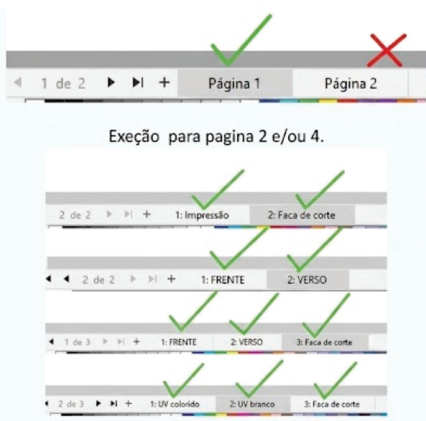 1 de 2 + Página 1 Página 2
Exeção para pagina 2 e/ou 4.
2 de 2 + 1: Impressão 2: Faca de corte
2 de 2 + 1: FRENTE 2: VERSO
1 de 3 + 1: FRENTE 2: VERSO 3: Faca de corte
2 de 3 + 1: UV colorido 2: UV branco 3: Faca de corte